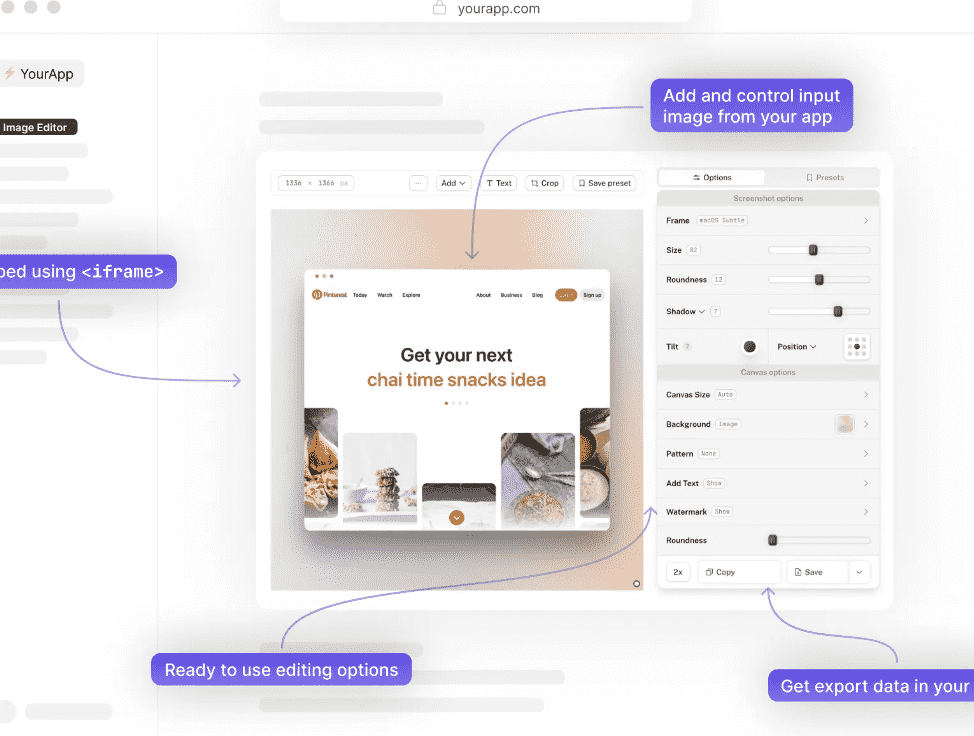 yourapp.com
YourApp
Image Editor
Add and control input
image from your app
1336 × 1366 px
Add
Text
Crop
Save preset
Options
Presets
Screenshot options
Frame macOS Subtle
Size 82
Roundness 12
Shadow 7
Tilt ?
Position
Canvas options
Canvas Size Auto
Background Image
Pattern None
Add Text Show
Watermark Show
Roundness
2x
Copy
Save
using <iframe>
Pinterest
Today
Watch
Explore
About
Business
Blog
Sign up
Get your next
chai time snacks idea
Ready to use editing options
Get export data in your